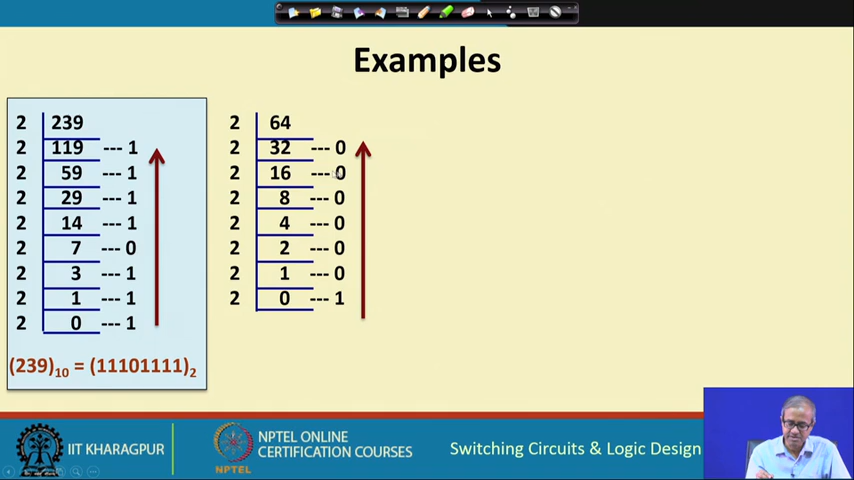 Examples
2 239
2 119 --- 1
2 59 --- 1
2 29 --- 1
2 14 --- 1
2 7 --- 0
2 3 --- 1
2 1 --- 1
2 0 --- 1
(239)10 = (11101111)2
2 64
2 32 --- 0
2 16 --- 0
2 8 --- 0
2 4 --- 0
2 2 --- 0
2 1 --- 0
2 0 --- 1
IIT KHARAGPUR
NPTEL
NPTEL ONLINE
CERTIFICATION COURSES
Switching Circuits & Logic Design